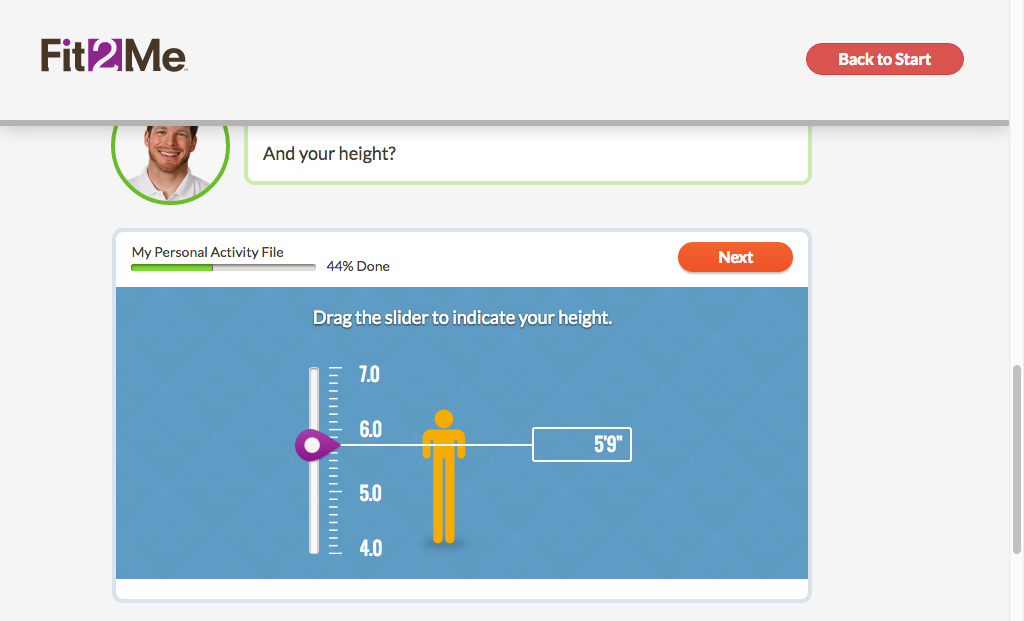 Fit2Me
Back to Start
And your height?
My Personal Activity File
44% Done
Next
Drag the slider to indicate your height.
7.0
6.0
5'9"
5.0
4.0